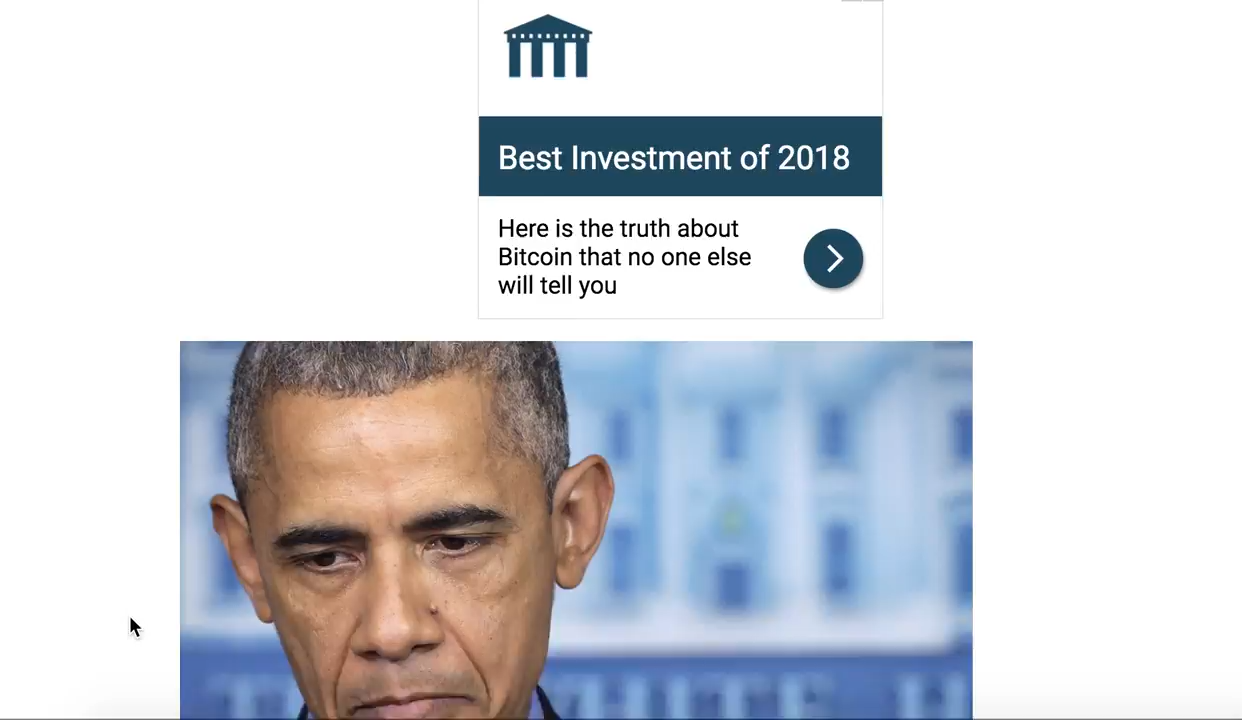 Best Investment of 2018
Here is the truth about
Bitcoin that no one else
will tell you